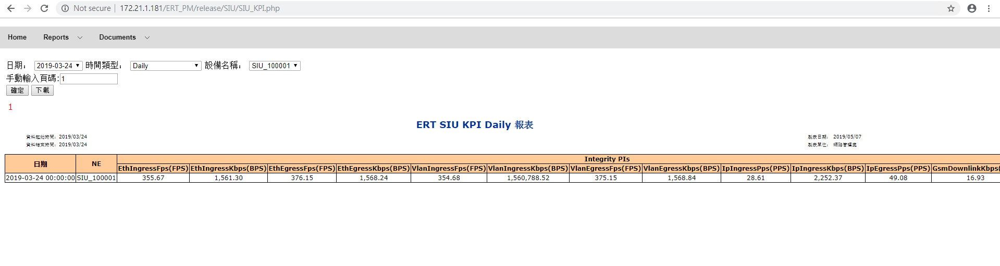 Not secure | 172.21.1.181/ERT_PM/release/SIU/SIU_KPI.php
Home Reports Documents
日期： 2019-03-24 時間類型： Daily 設備名稱： SIU_100001
手動輸入頁碼:1
確定 下載
1
ERT SIU KPI Daily 報表
資料起始時間：2019/03/24 製表日期： 2019/05/07
資料結束時間：2019/03/24 製表單位： 網路管理處
日期 NE Integrity PIs
EthIngressFps(FPS) EthIngressKbps(BPS) EthEgressFps(FPS) EthEgressKbps(BPS) VlanIngressFps(FPS) VlanIngressKbps(BPS) VlanEgressFps(FPS) VlanEgressKbps(BPS) IpIngressPps(PPS) IpIngressKbps(BPS) IpEgressPps(PPS) GsmDownlinkKbps(
2019-03-24 00:00:00 SIU_100001 355.67 1,561.30 376.15 1,568.24 354.68 1,560,788.52 375.15 1,568.84 28.61 2,252.37 49.08 16.93